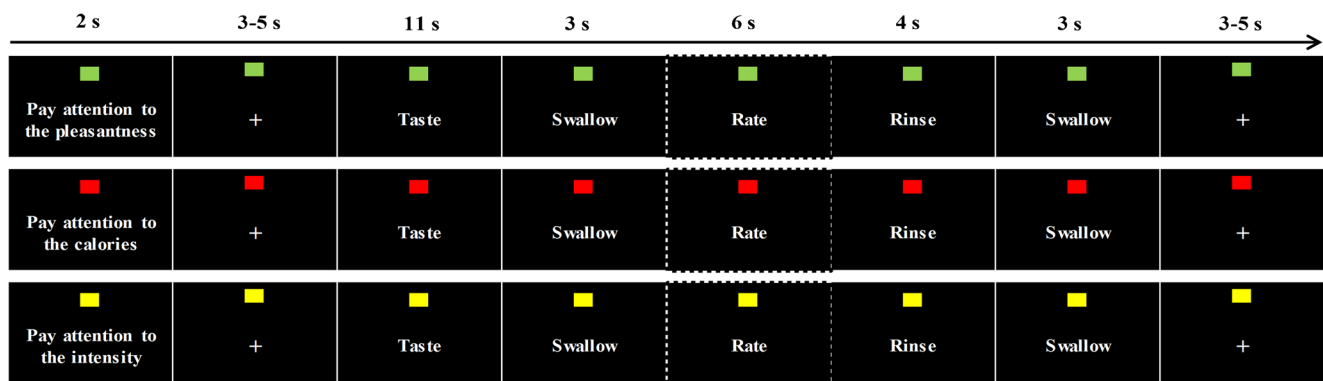 2 s 3-5 s 11 s 3 s 6 s 4 s 3 s 3-5 s
Pay attention to
the pleasantness
+ Taste Swallow Rate Rinse Swallow +
Pay attention to
the calories
+ Taste Swallow Rate Rinse Swallow +
Pay attention to
the intensity
+ Taste Swallow Rate Rinse Swallow +